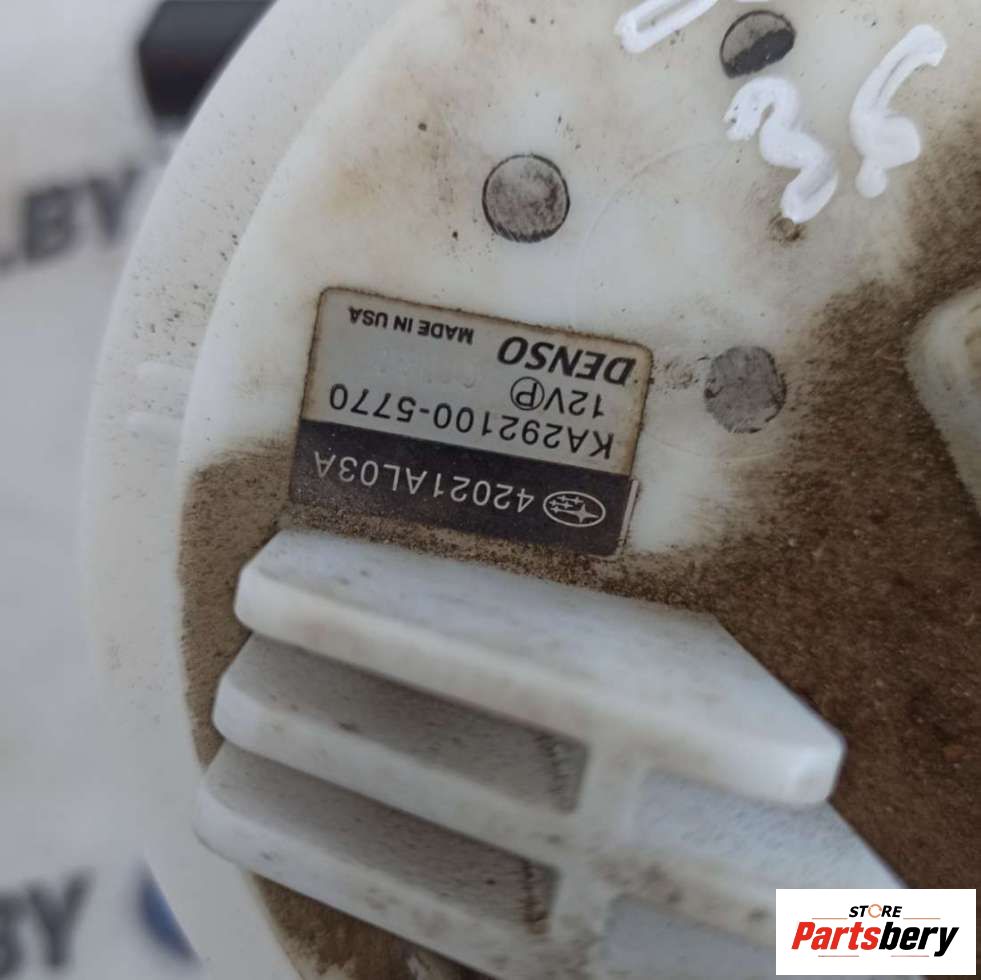 42021AL03A
KA292100-5770
12V P
DENSO MADE IN USA
STORE
Partsbery